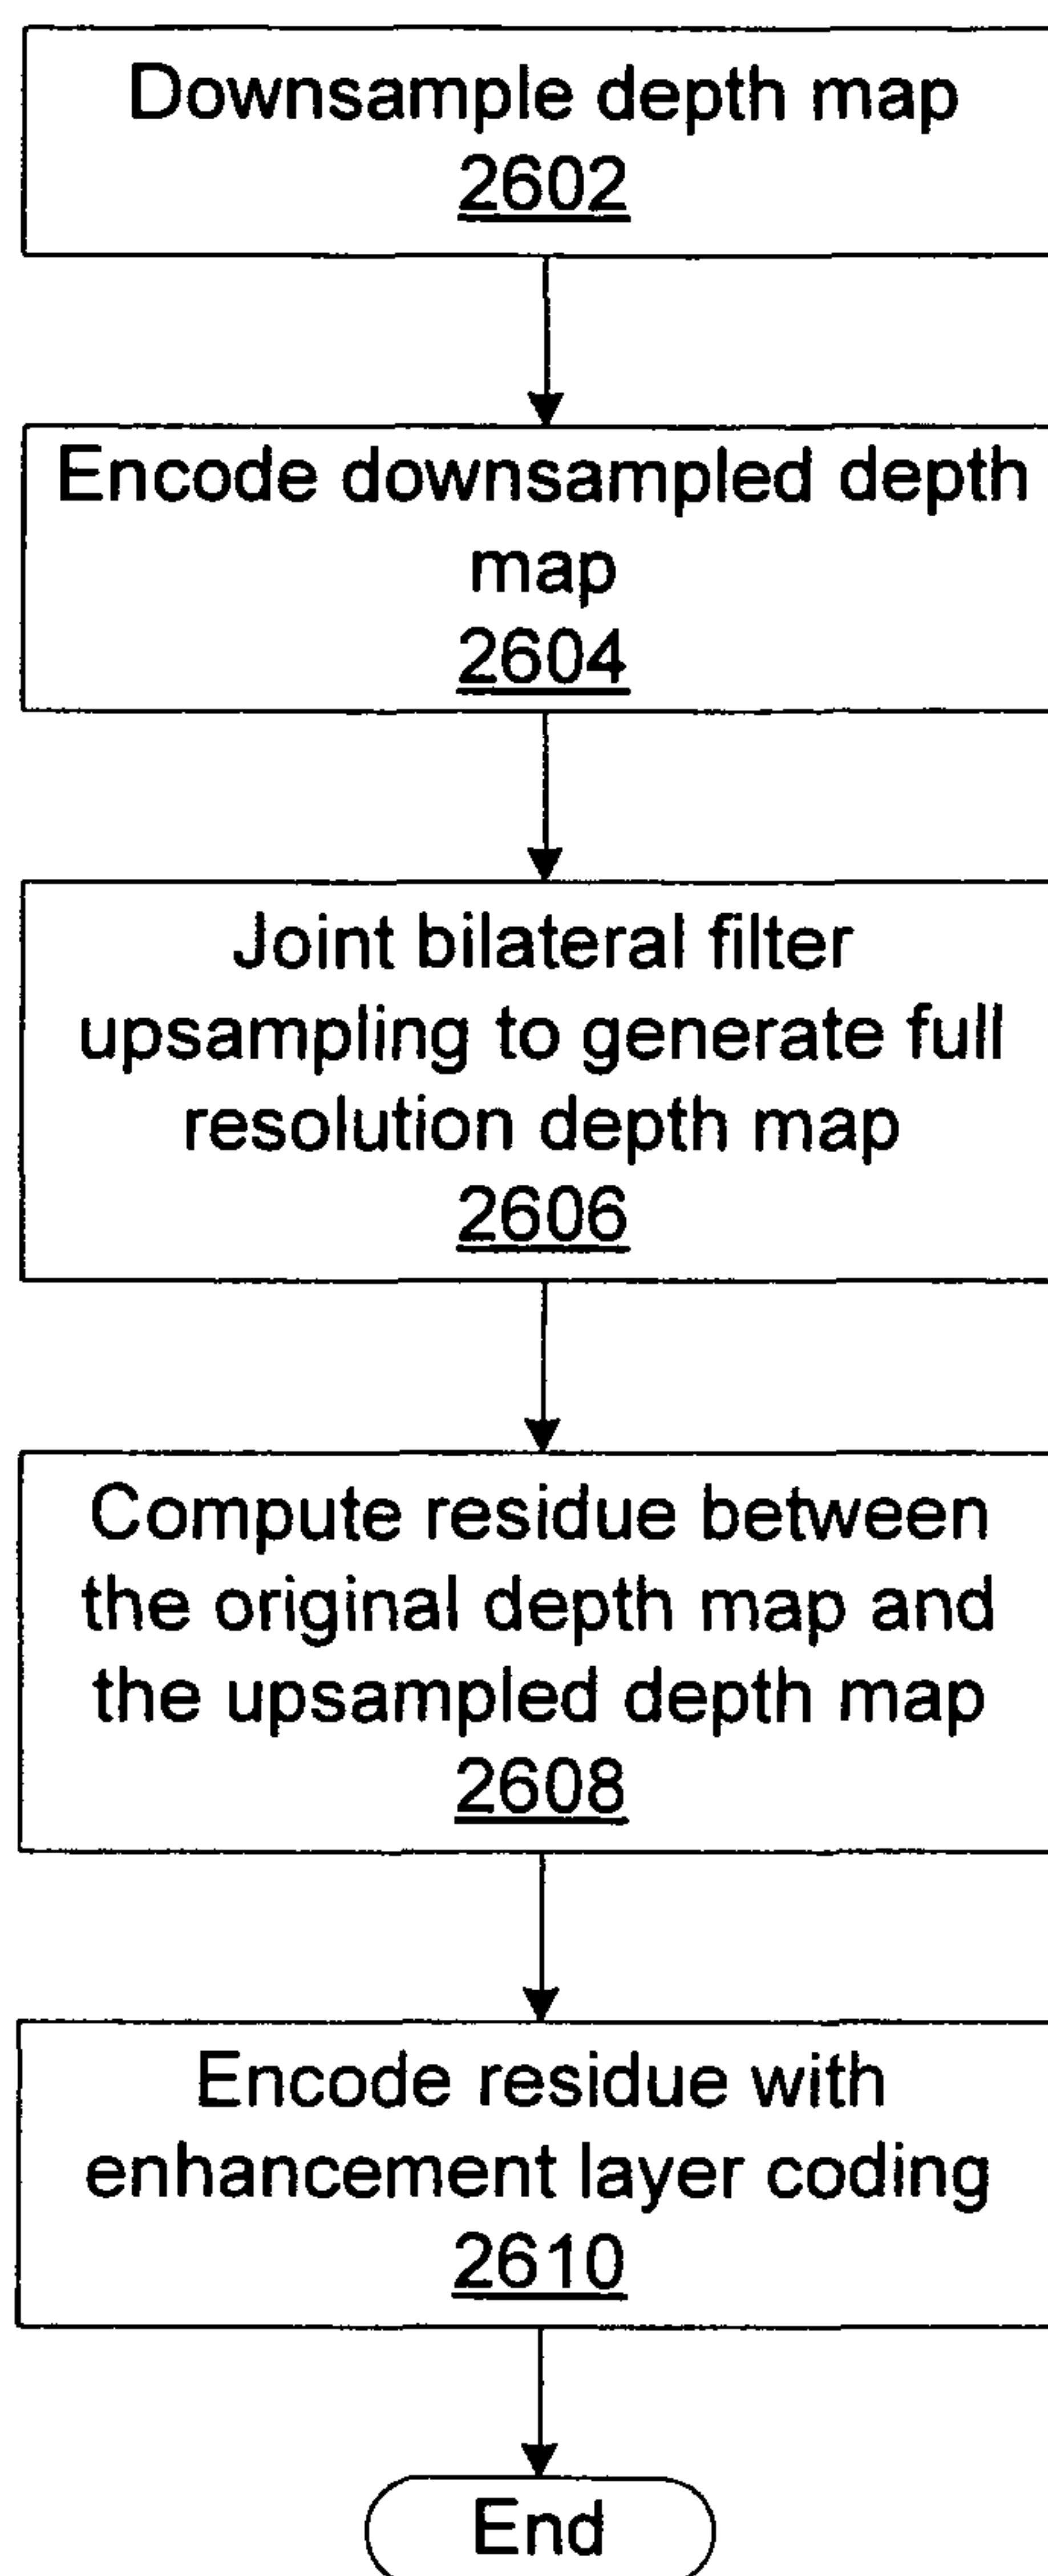 Downsample depth map
2602
Encode downsampled depth
map
2604
Joint bilateral filter
upsampling to generate full
resolution depth map
2606
Compute residue between
the original depth map and
the upsampled depth map
2608
Encode residue with
enhancement layer coding
2610
End